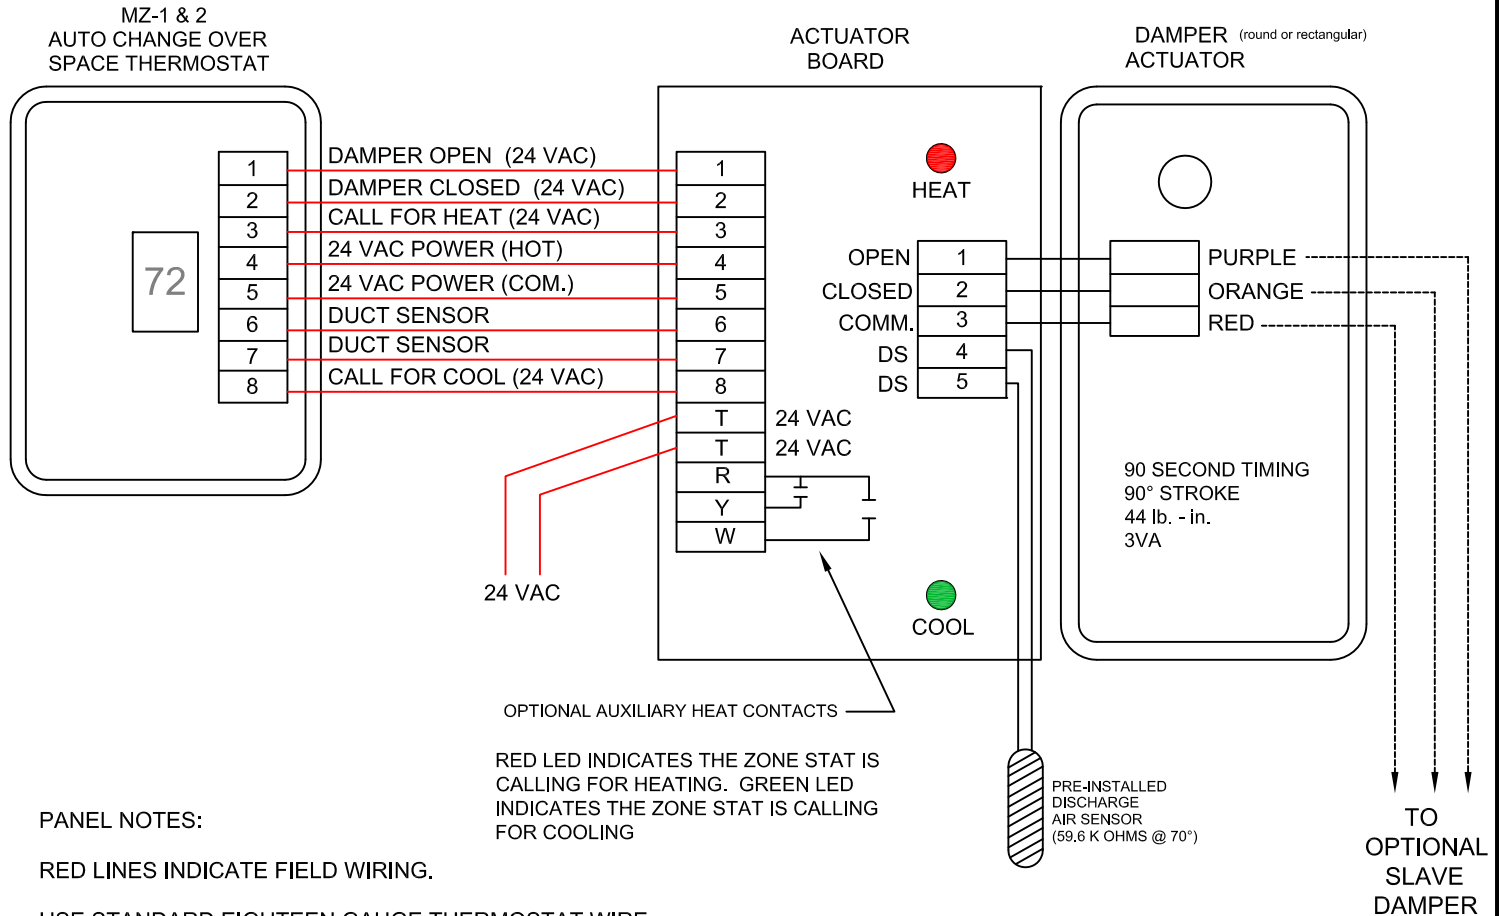 MZ-1 & 2
AUTO CHANGE OVER
SPACE THERMOSTAT
ACTUATOR
BOARD
DAMPER (round or rectangular)
ACTUATOR
72
1
2
3
4
5
6
7
8
DAMPER OPEN (24 VAC)
DAMPER CLOSED (24 VAC)
CALL FOR HEAT (24 VAC)
24 VAC POWER (HOT)
24 VAC POWER (COM.)
DUCT SENSOR
DUCT SENSOR
CALL FOR COOL (24 VAC)
1
2
3
4
5
6
7
8
T 24 VAC
T 24 VAC
R
Y
W
24 VAC
HEAT
OPEN 1
CLOSED 2
COMM. 3
DS 4
DS 5
COOL
PURPLE
ORANGE
RED
90 SECOND TIMING
90° STROKE
44 lb. - in.
3VA
OPTIONAL AUXILIARY HEAT CONTACTS
RED LED INDICATES THE ZONE STAT IS
CALLING FOR HEATING. GREEN LED
INDICATES THE ZONE STAT IS CALLING
FOR COOLING
PRE-INSTALLED
DISCHARGE
AIR SENSOR
(59.6 K OHMS @ 70°)
TO
OPTIONAL
SLAVE
DAMPER
PANEL NOTES:
RED LINES INDICATE FIELD WIRING.
USE STANDARD EIGHTEEN GAUGE THERMOSTAT WIRE